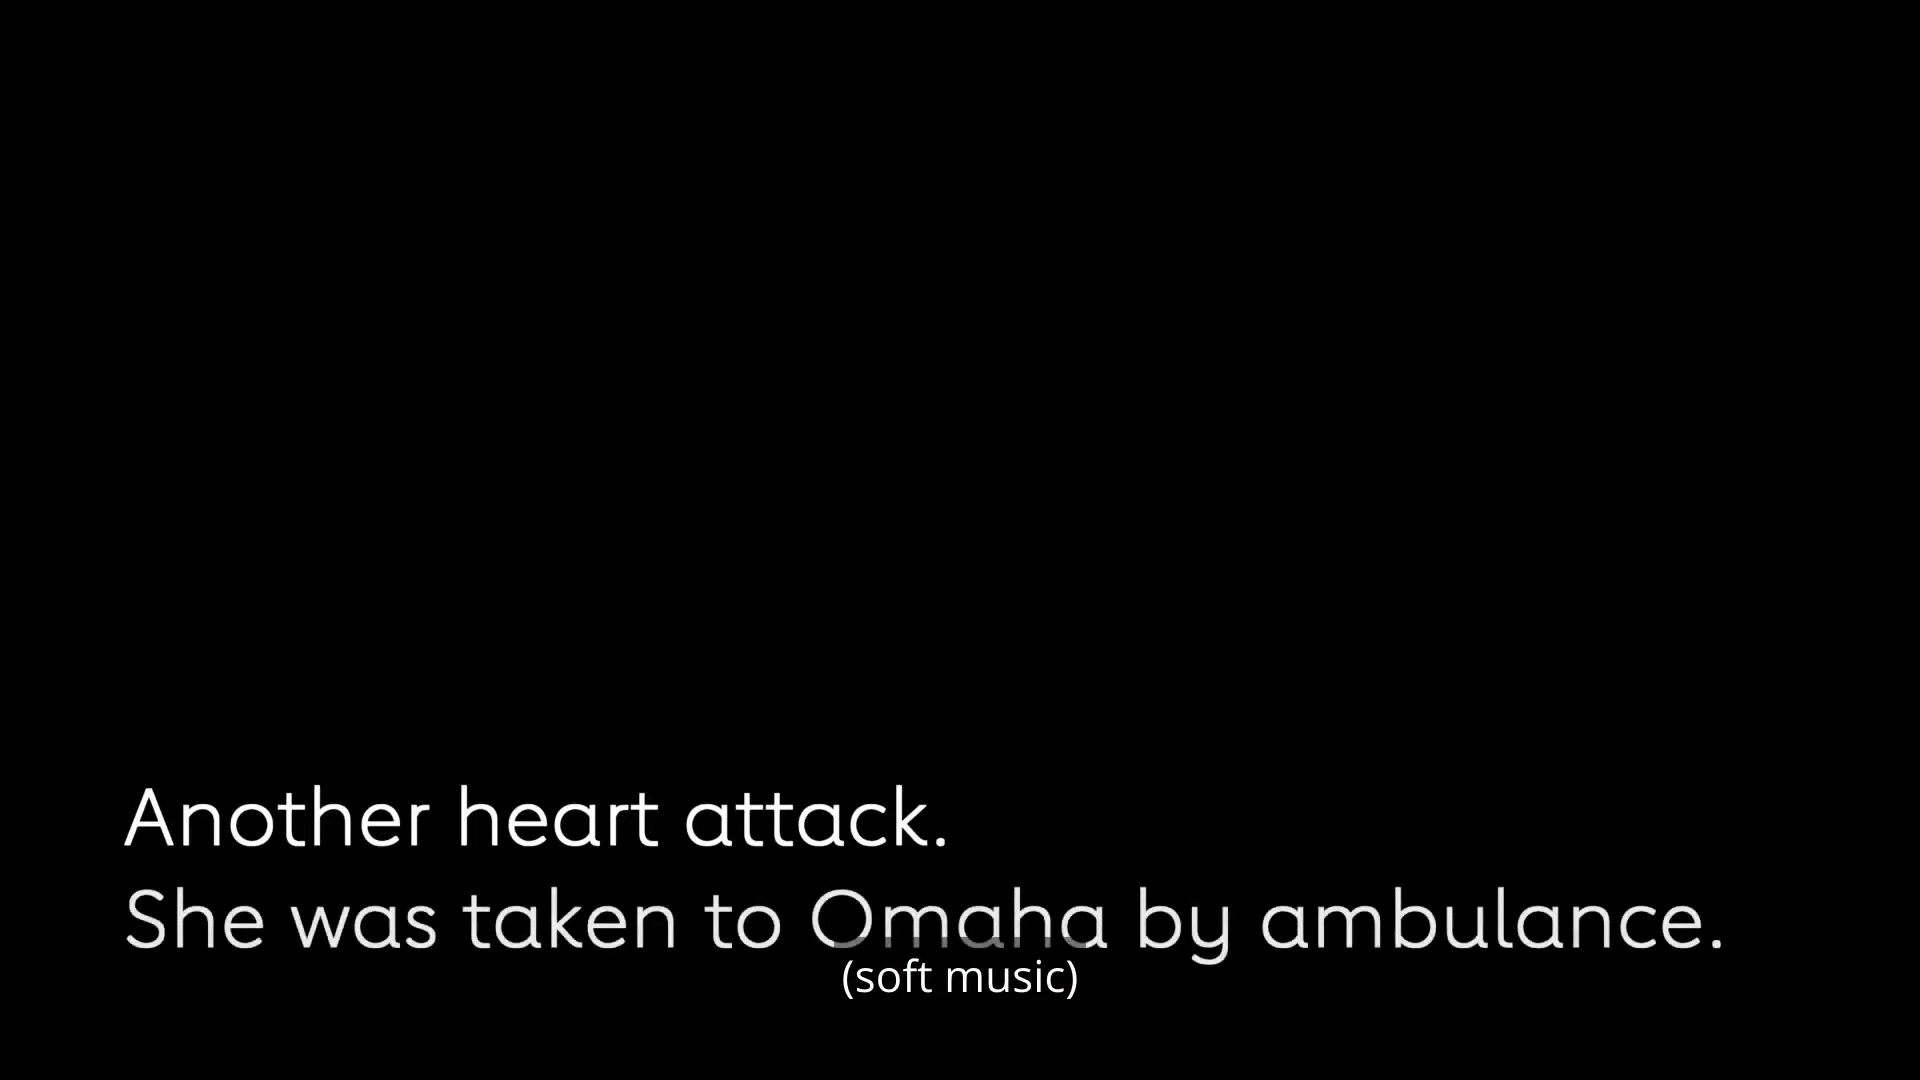 Another heart attack.
She was taken to Omaha by ambulance.
(soft music)